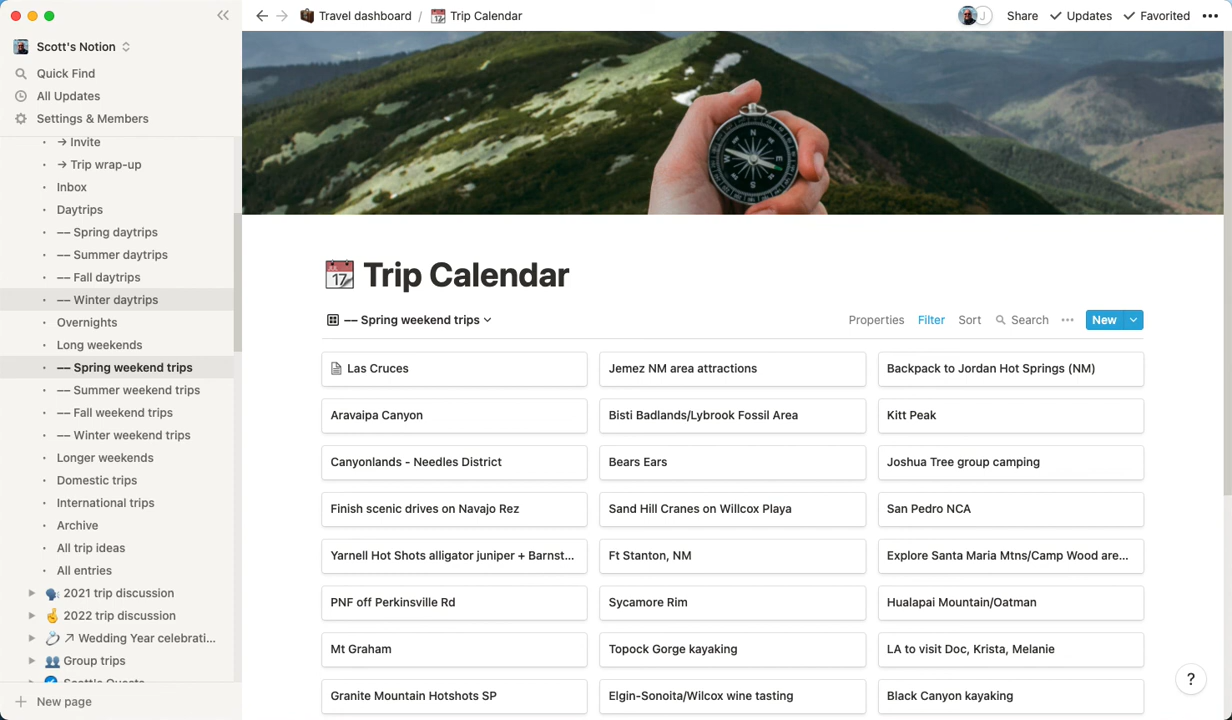 Travel dashboard / Trip Calendar
J Share Updates Favorited
Scott's Notion
Quick Find
All Updates
Settings & Members
→ Invite
→ Trip wrap-up
Inbox
Daytrips
–– Spring daytrips
–– Summer daytrips
–– Fall daytrips
–– Winter daytrips
Overnights
Long weekends
–– Spring weekend trips
–– Summer weekend trips
–– Fall weekend trips
–– Winter weekend trips
Longer weekends
Domestic trips
International trips
Archive
All trip ideas
All entries
2021 trip discussion
2022 trip discussion
↗ Wedding Year celebrati...
Group trips
Scott's Quests
New page
N
E
S
W
17 Trip Calendar
–– Spring weekend trips
Properties Filter Sort Search New
Las Cruces
Jemez NM area attractions
Backpack to Jordan Hot Springs (NM)
Aravaipa Canyon
Bisti Badlands/Lybrook Fossil Area
Kitt Peak
Canyonlands - Needles District
Bears Ears
Joshua Tree group camping
Finish scenic drives on Navajo Rez
Sand Hill Cranes on Willcox Playa
San Pedro NCA
Yarnell Hot Shots alligator juniper + Barnst...
Ft Stanton, NM
Explore Santa Maria Mtns/Camp Wood are...
PNF off Perkinsville Rd
Sycamore Rim
Hualapai Mountain/Oatman
Mt Graham
Topock Gorge kayaking
LA to visit Doc, Krista, Melanie
Granite Mountain Hotshots SP
Elgin-Sonoita/Wilcox wine tasting
Black Canyon kayaking
?